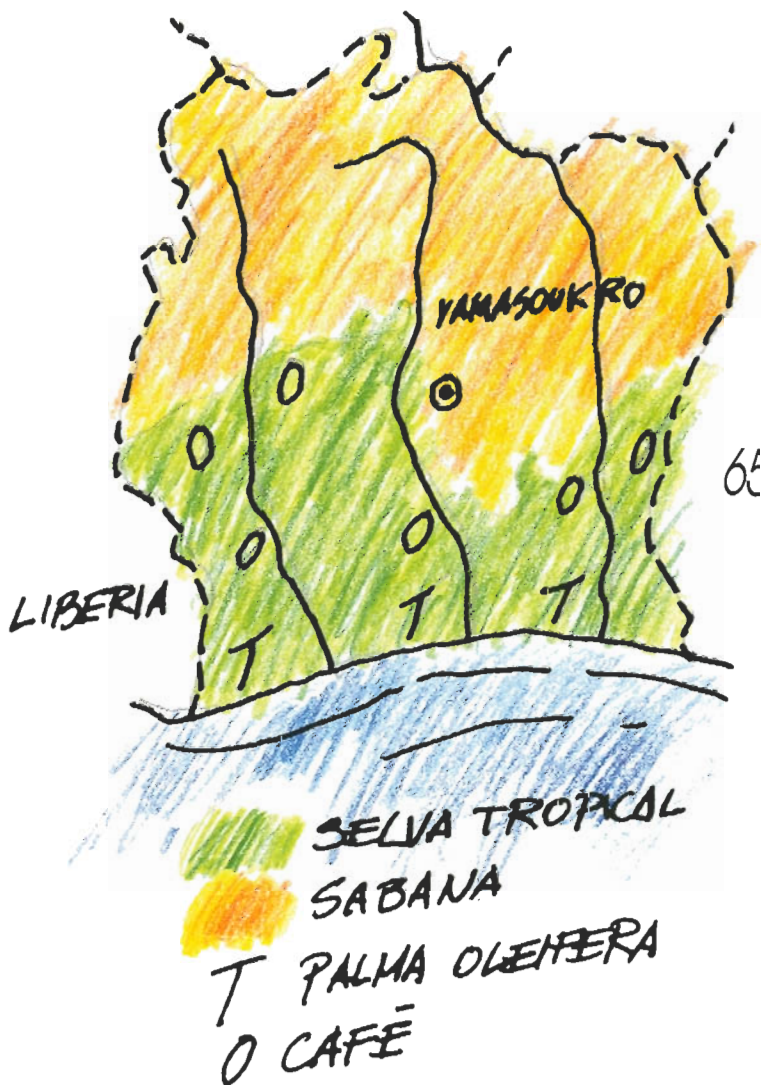 YAMASOUKRO
65
LIBERIA
SELVA TROPICAL
SABANA
T PALMA OLEIFERA
O CAFÉ